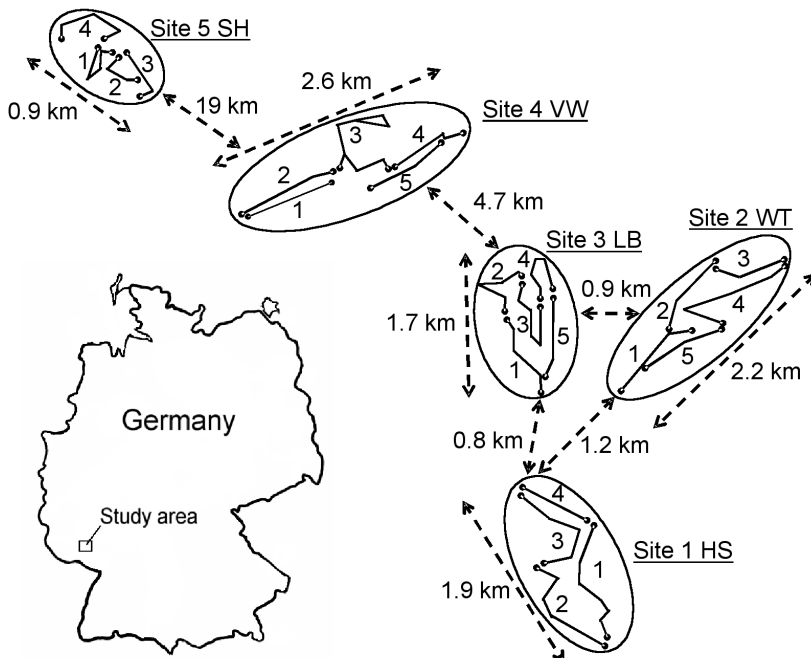 Site 5 SH
4
1
3
2
0.9 km
19 km
2.6 km
Site 4 VW
3
4
2
5
1
4.7 km
Site 3 LB
2
4
3
5
1
1.7 km
0.9 km
Site 2 WT
3
4
2
1
5
2.2 km
0.8 km
1.2 km
Germany
Study area
4
3
1
2
Site 1 HS
1.9 km